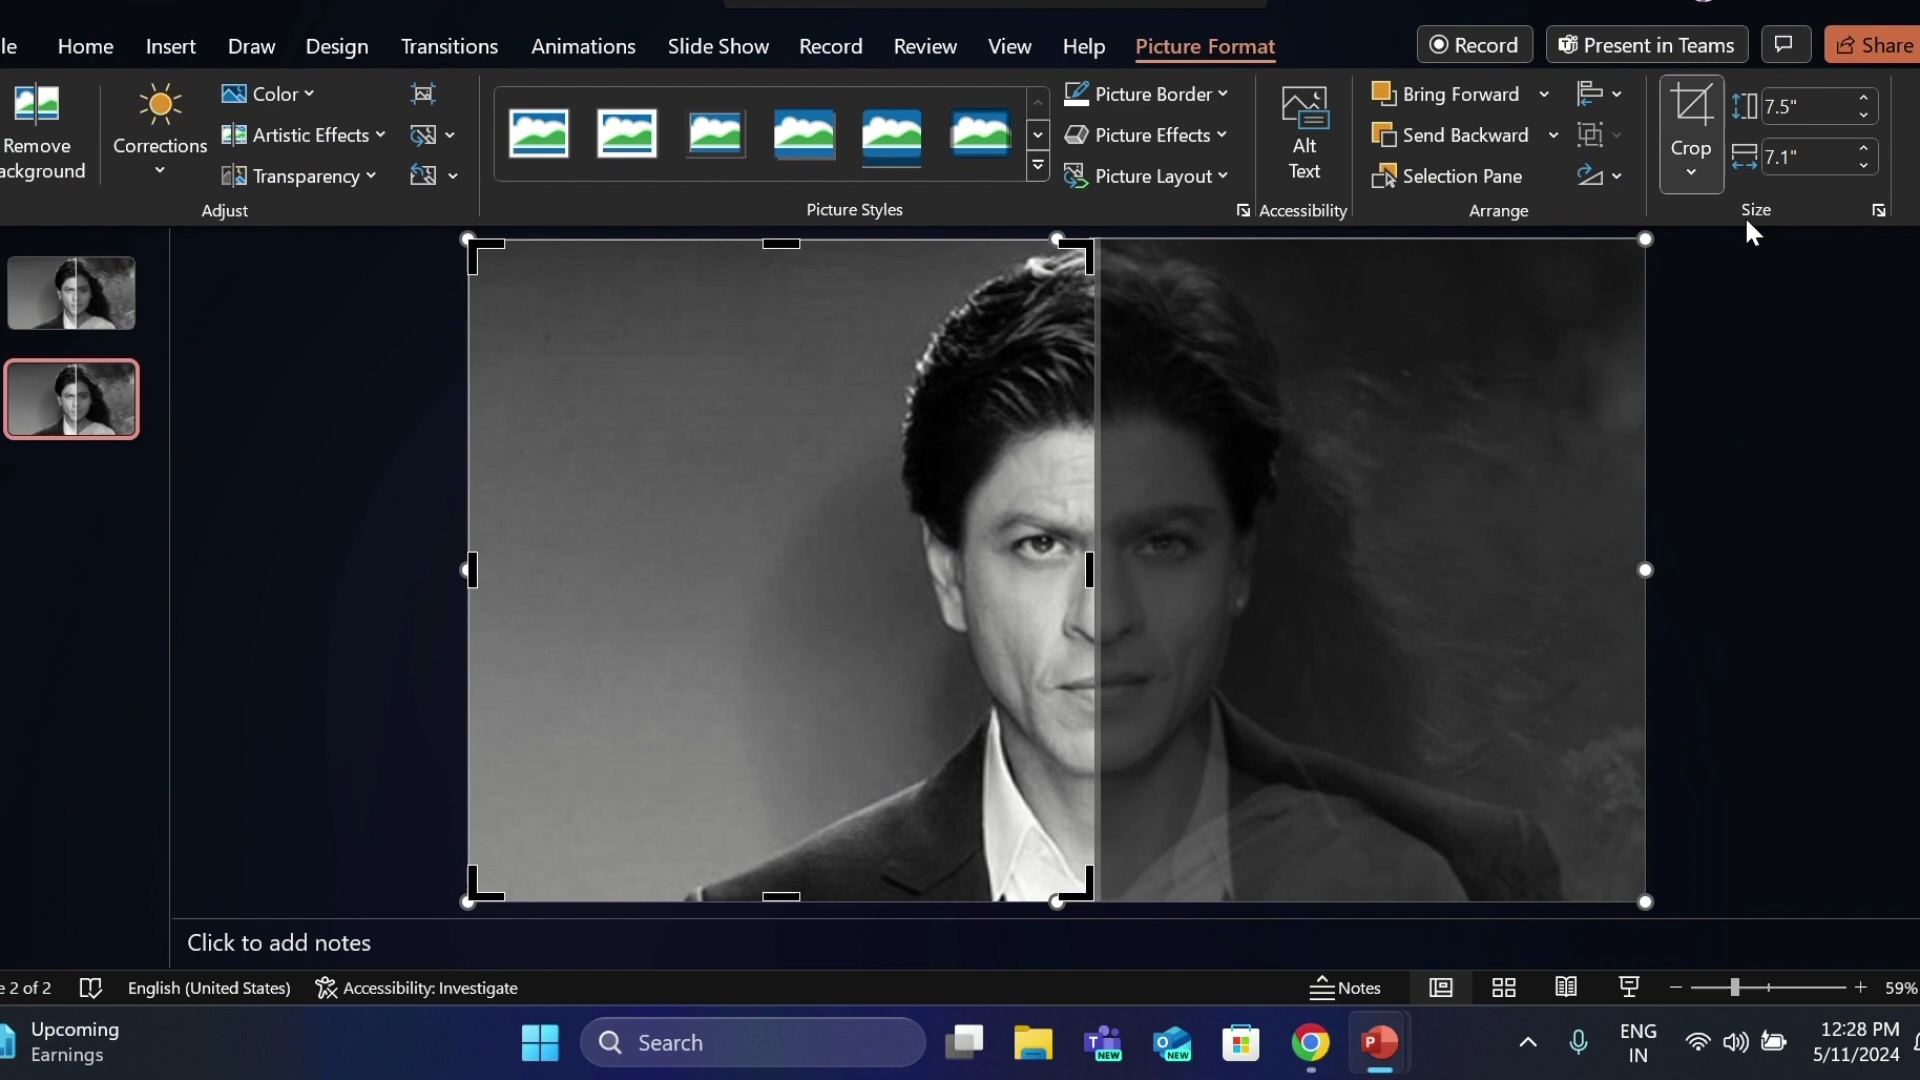 le Home Insert Draw Design Transitions Animations Slide Show Record Review View Help Picture Format Record Present in Teams Share
Remove
ackground
Corrections
Color
Artistic Effects
Transparency
Adjust
Picture Styles
Picture Border
Picture Effects
Picture Layout
Alt
Text
Accessibility
Bring Forward
Send Backward
Selection Pane
Arrange
Crop
7.5"
7.1"
Size
Click to add notes
e 2 of 2 English (United States) Accessibility: Investigate Notes 59%
Upcoming
Earnings
Search
NEW
NEW
ENG
IN
12:28 PM
5/11/2024